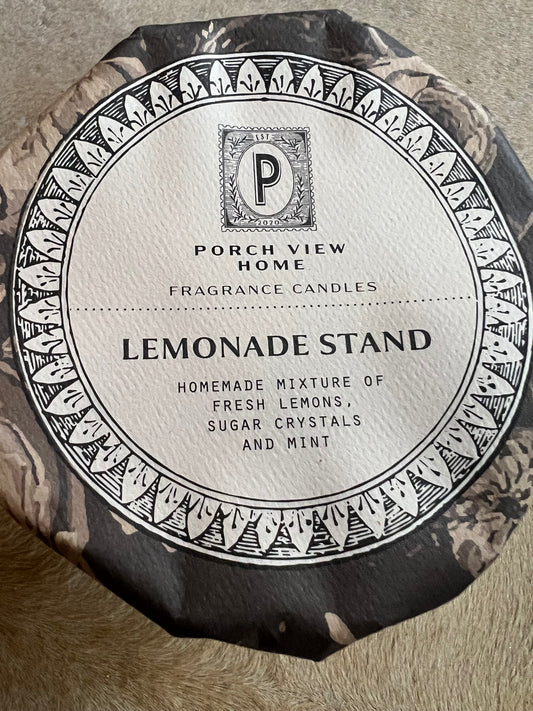 EST
P
2020
PORCH VIEW
HOME
FRAGRANCE CANDLES
LEMONADE STAND
HOMEMADE MIXTURE OF
FRESH LEMONS,
SUGAR CRYSTALS
AND MINT